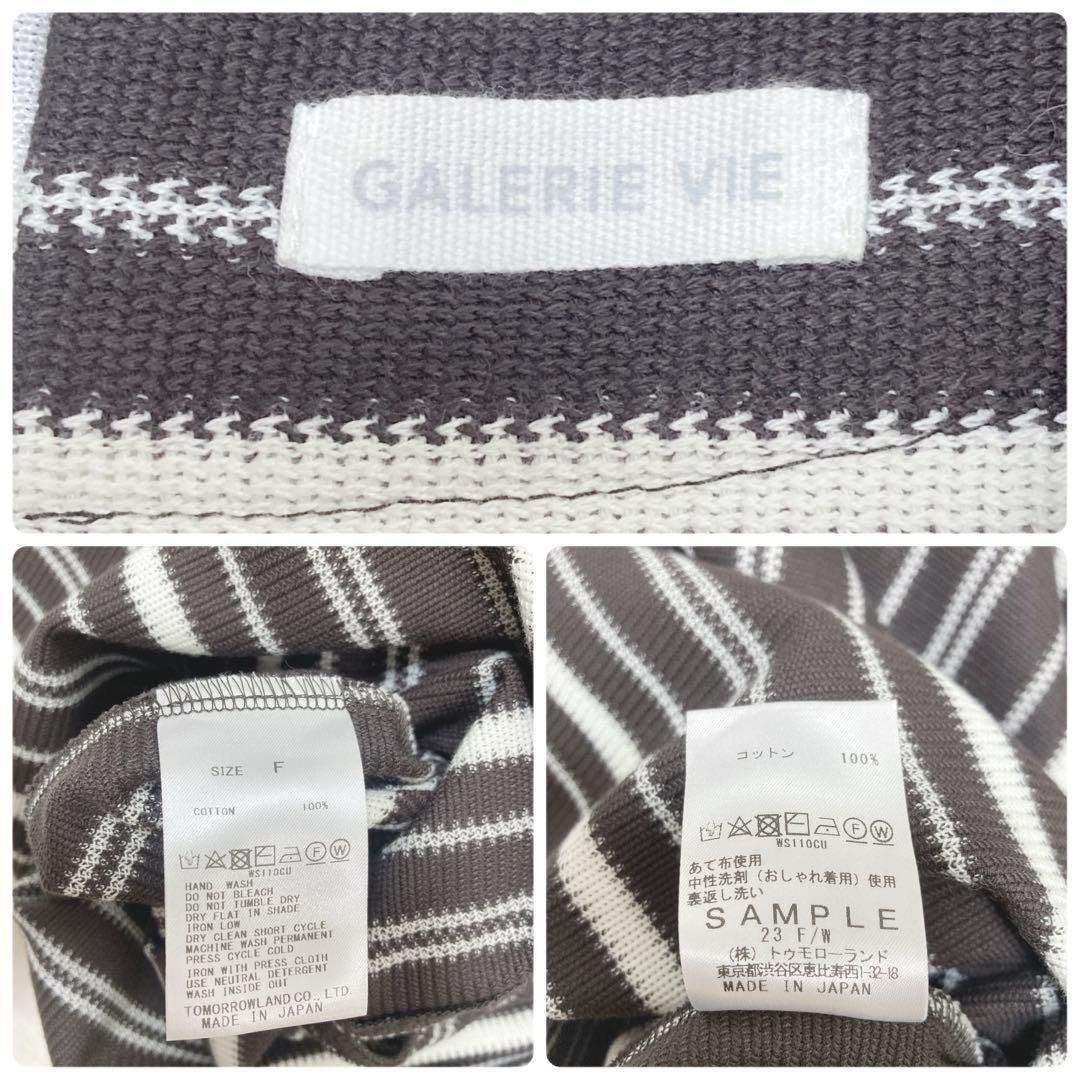 GALERIE VIE
SIZE F
COTTON 100%
F W
WS110CU
HAND WASH
DO NOT BLEACH
DO NOT TUMBLE DRY
DRY FLAT IN SHADE
IRON LOW
DRY CLEAN SHORT CYCLE
MACHINE WASH PERMANENT
PRESS CYCLE COLD
IRON WITH PRESS CLOTH
USE NEUTRAL DETERGENT
WASH INSIDE OUT
TOMORROWLAND CO., LTD.
MADE IN JAPAN
コットン 100%
F W
WS110CU
あて布使用
中性洗剤（おしゃれ着用）使用
裏返し洗い
SAMPLE
23 F/W
（株）トゥモローランド
東京都渋谷区恵比寿西1-32-18
MADE IN JAPAN